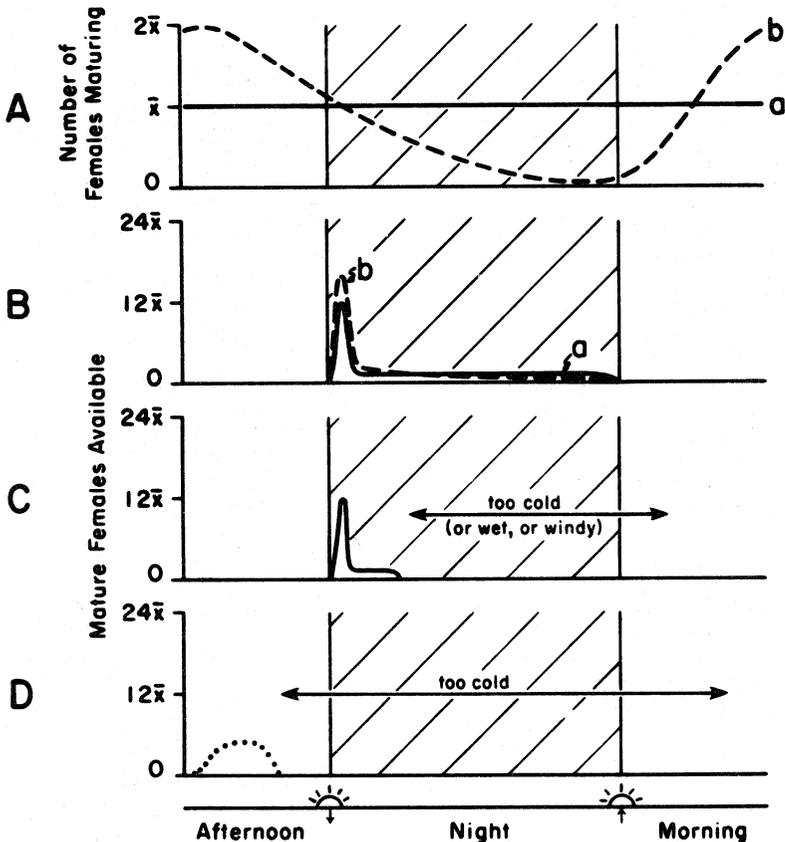 A
Number of
Females Maturing
2x̄
x̄
0
b
a
Mature Females Available
B
24x̄
12x̄
0
b
a
C
24x̄
12x̄
0
too cold
(or wet, or windy)
D
24x̄
12x̄
0
too cold
Afternoon
Night
Morning